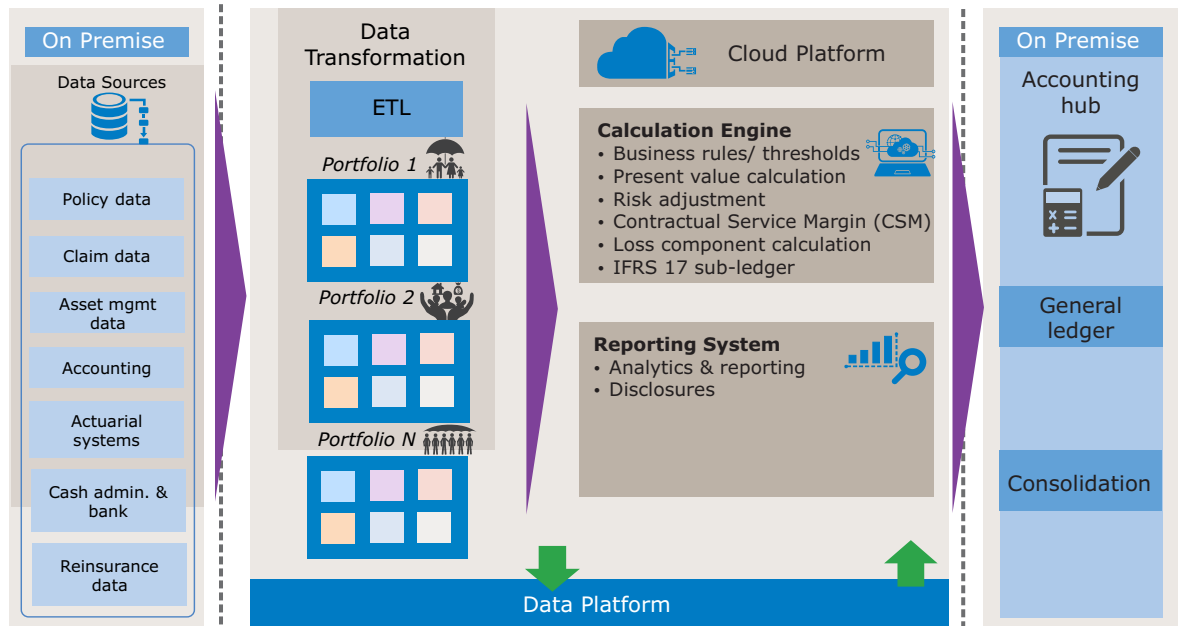 On Premise
Data Sources
Policy data
Claim data
Asset mgmt
data
Accounting
Actuarial
systems
Cash admin. &
bank
Reinsurance
data
Data
Transformation
ETL
Portfolio 1
Portfolio 2
Portfolio N
Cloud Platform
Calculation Engine
• Business rules/ thresholds
• Present value calculation
• Risk adjustment
• Contractual Service Margin (CSM)
• Loss component calculation
• IFRS 17 sub-ledger
Reporting System
• Analytics & reporting
• Disclosures
Data Platform
On Premise
Accounting
hub
General
ledger
Consolidation